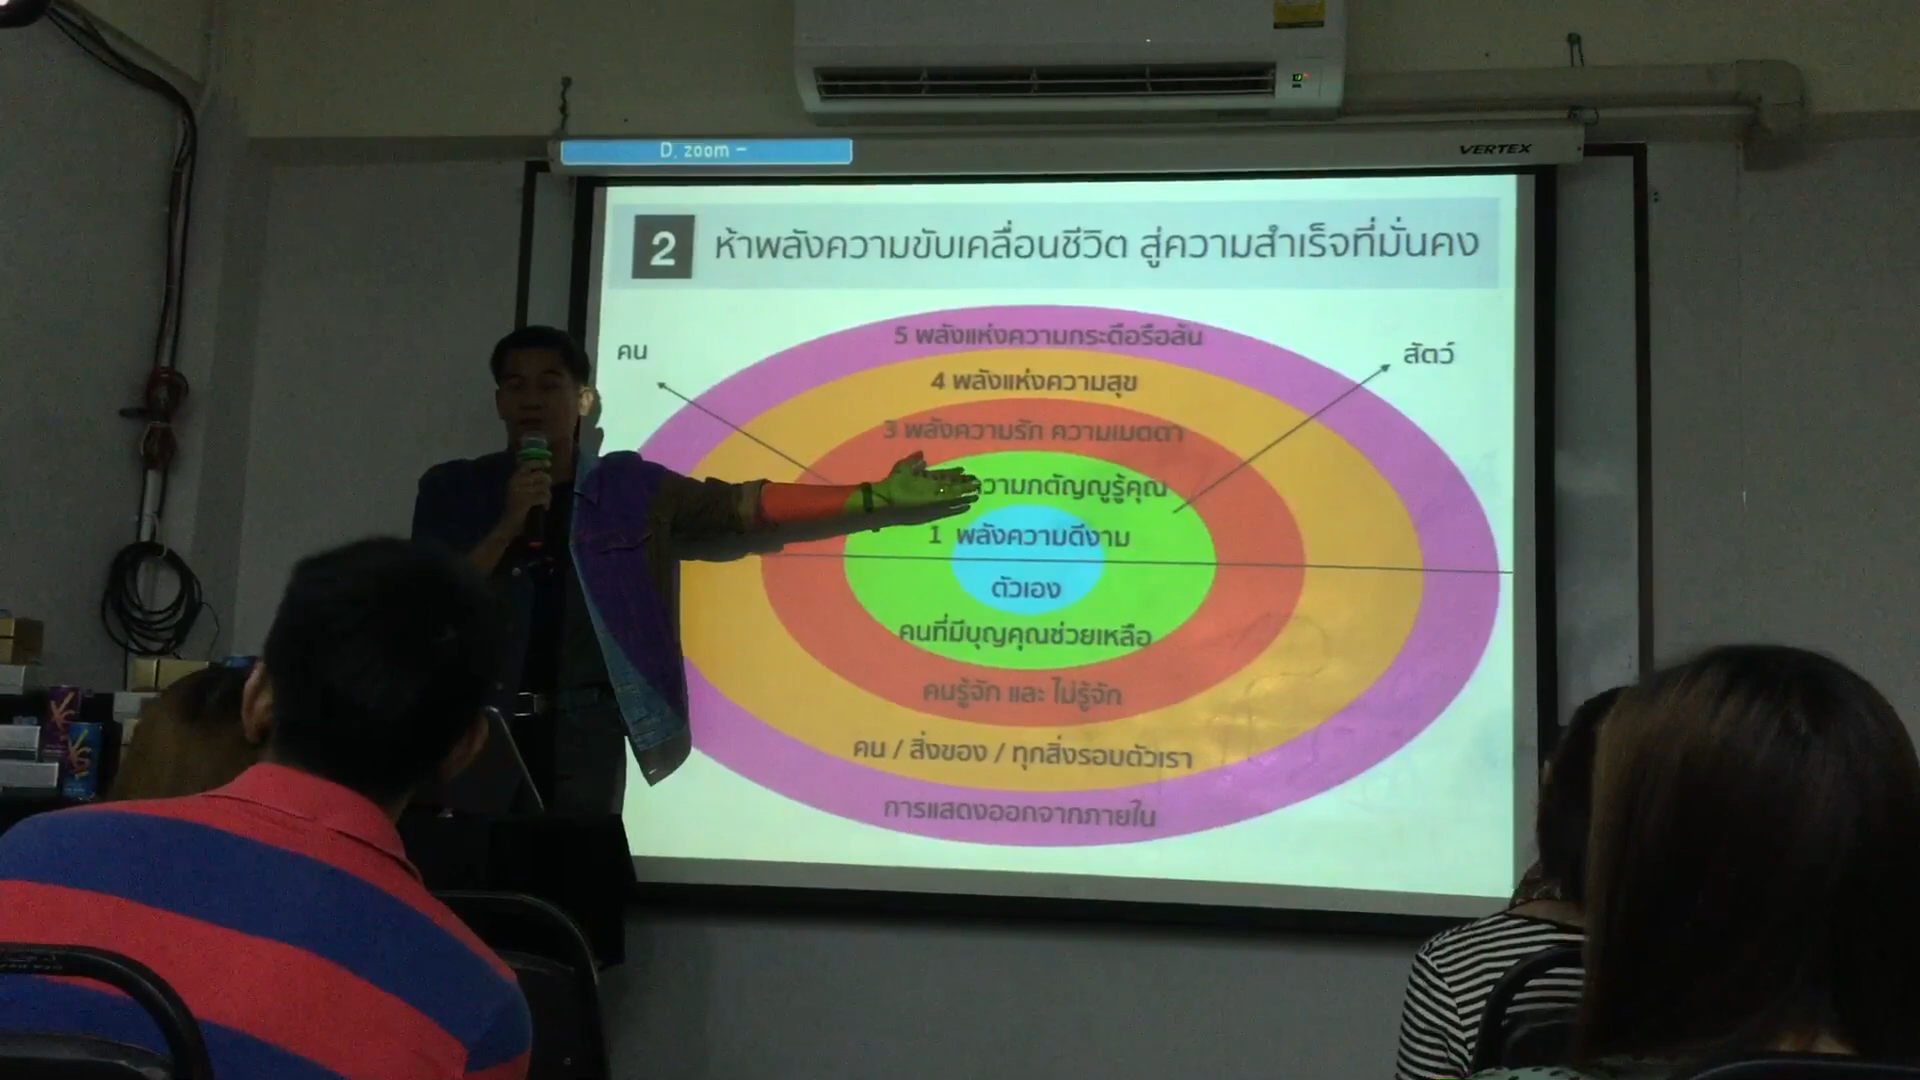 D. zoom −
VERTEX
2 ห้าพลังความขับเคลื่อนชีวิต สู่ความสำเร็จที่มั่นคง
5 พลังแห่งความกระตือรือล้น
คน
สัตว์
4 พลังแห่งความสุข
3 พลังความรัก ความเมตตา
ความกตัญญูรู้คุณ
1 พลังความดีงาม
ตัวเอง
คนที่มีบุญคุณช่วยเหลือ
คนรู้จัก และ ไม่รู้จัก
คน / สิ่งของ / ทุกสิ่งรอบตัวเรา
การแสดงออกจากภายใน
XS
XS